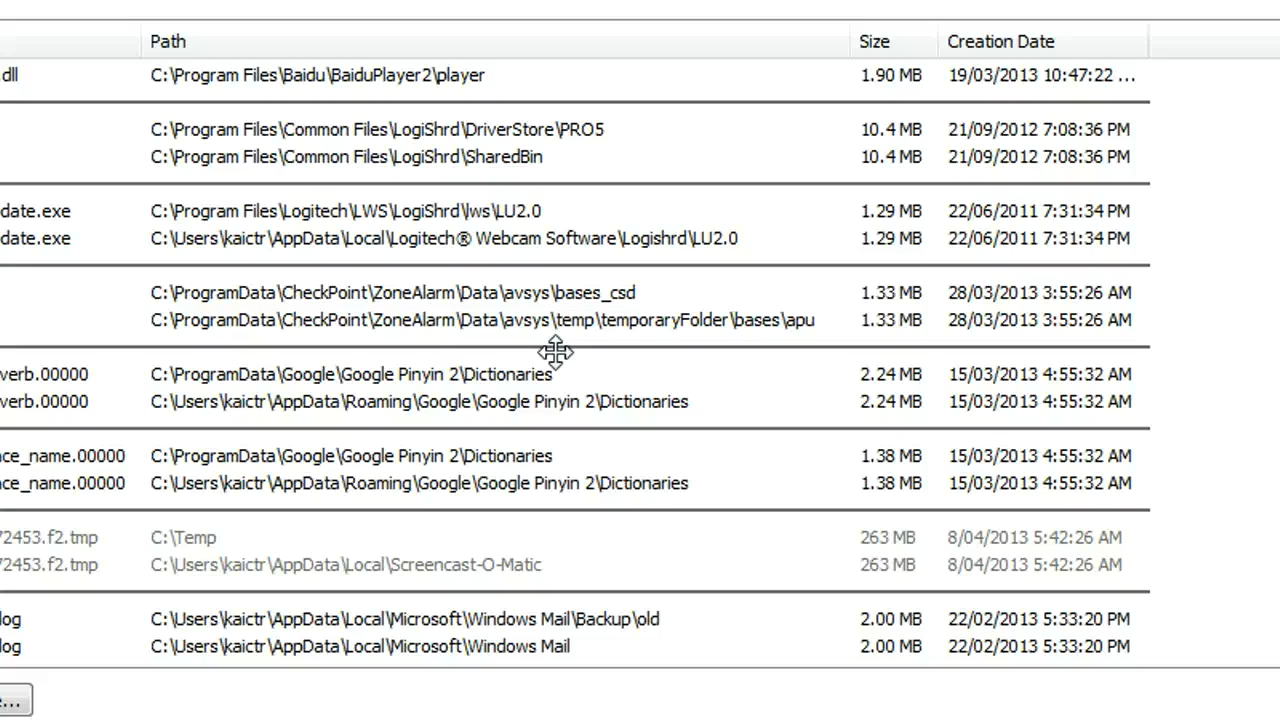 Path Size Creation Date
.dll C:\Program Files\Baidu\BaiduPlayer2\player 1.90 MB 19/03/2013 10:47:22 ...
C:\Program Files\Common Files\LogiShrd\DriverStore\PRO5 10.4 MB 21/09/2012 7:08:36 PM
C:\Program Files\Common Files\LogiShrd\SharedBin 10.4 MB 21/09/2012 7:08:36 PM
date.exe C:\Program Files\Logitech\LWS\LogiShrd\lws\LU2.0 1.29 MB 22/06/2011 7:31:34 PM
date.exe C:\Users\kaictr\AppData\Local\Logitech® Webcam Software\Logishrd\LU2.0 1.29 MB 22/06/2011 7:31:34 PM
C:\ProgramData\CheckPoint\ZoneAlarm\Data\avsys\bases_csd 1.33 MB 28/03/2013 3:55:26 AM
C:\ProgramData\CheckPoint\ZoneAlarm\Data\avsys\temp\temporaryFolder\bases\apu 1.33 MB 28/03/2013 3:55:26 AM
verb.00000 C:\ProgramData\Google\Google Pinyin 2\Dictionaries 2.24 MB 15/03/2013 4:55:32 AM
verb.00000 C:\Users\kaictr\AppData\Roaming\Google\Google Pinyin 2\Dictionaries 2.24 MB 15/03/2013 4:55:32 AM
ce_name.00000 C:\ProgramData\Google\Google Pinyin 2\Dictionaries 1.38 MB 15/03/2013 4:55:32 AM
ce_name.00000 C:\Users\kaictr\AppData\Roaming\Google\Google Pinyin 2\Dictionaries 1.38 MB 15/03/2013 4:55:32 AM
72453.f2.tmp C:\Temp 263 MB 8/04/2013 5:42:26 AM
72453.f2.tmp C:\Users\kaictr\AppData\Local\Screencast-O-Matic 263 MB 8/04/2013 5:42:26 AM
log C:\Users\kaictr\AppData\Local\Microsoft\Windows Mail\Backup\old 2.00 MB 22/02/2013 5:33:20 PM
log C:\Users\kaictr\AppData\Local\Microsoft\Windows Mail 2.00 MB 22/02/2013 5:33:20 PM
e...